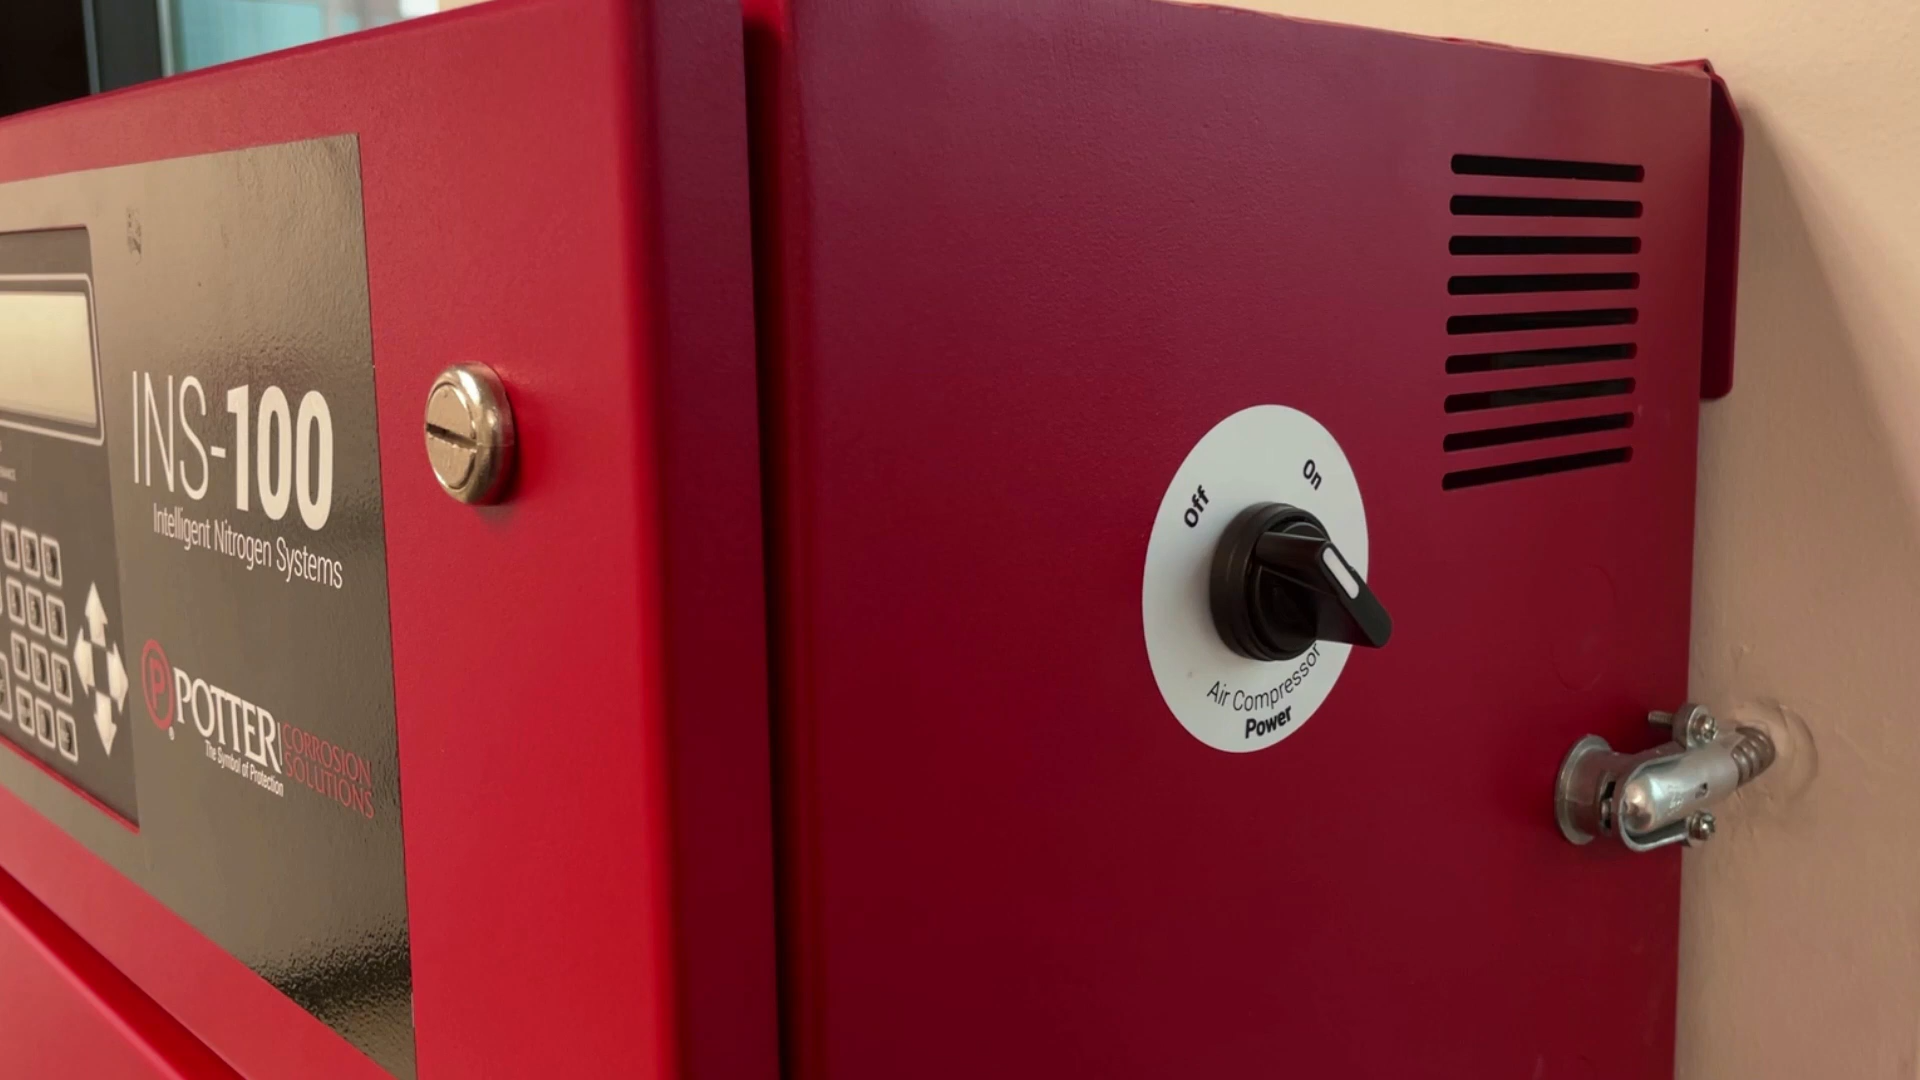 INS-100
Intelligent Nitrogen Systems
P POTTER
®
The Symbol of Protection
CORROSION
SOLUTIONS
Off
On
Air Compressor
Power